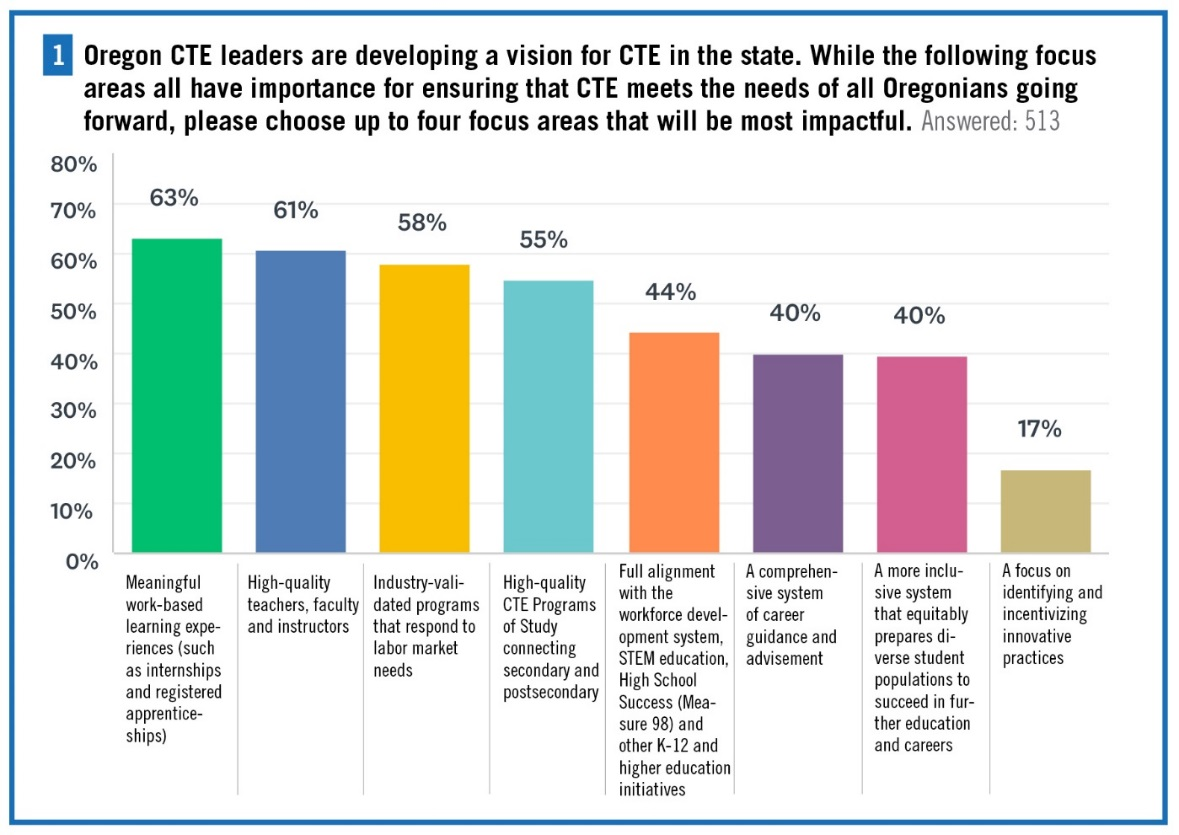 1 Oregon CTE leaders are developing a vision for CTE in the state. While the following focus
areas all have importance for ensuring that CTE meets the needs of all Oregonians going
forward, please choose up to four focus areas that will be most impactful. Answered: 513
80%
70%
60%
50%
40%
30%
20%
10%
0%
63%
61%
58%
55%
44%
40%
40%
17%
Meaningful
work-based
learning expe-
riences (such
as internships
and registered
apprentice-
ships)
High-quality
teachers, faculty
and instructors
Industry-vali-
dated programs
that respond to
labor market
needs
High-quality
CTE Programs
of Study
connecting
secondary and
postsecondary
Full alignment
with the
workforce devel-
opment system,
STEM education,
High School
Success (Mea-
sure 98) and
other K-12 and
higher education
initiatives
A comprehen-
sive system
of career
guidance and
advisement
A more inclu-
sive system
that equitably
prepares di-
verse student
populations to
succeed in fur-
ther education
and careers
A focus on
identifying and
incentivizing
innovative
practices